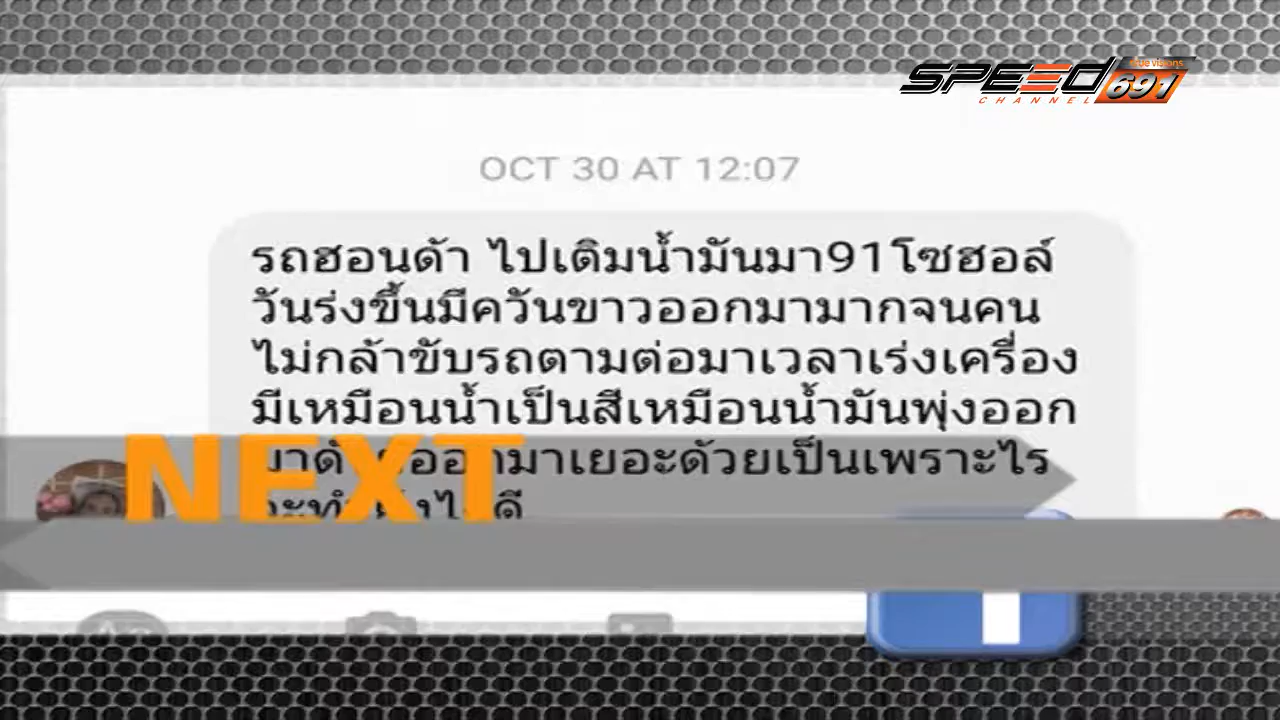 SPEED
CHANNEL
691
OCT 30 AT 12:07
รถฮอนด้า ไปเติมน้ำมันมา91โซฮอล์
วันร่งขึ้นมีควันขาวออกมามากจนคน
ไม่กล้าขับรถตามต่อมาเวลาเร่งเครื่อง
มีเหมือนน้ำเป็นสีเหมือนน้ำมันพุ่งออก
มาเยอะด้วยเป็นเพราะไร
NEXT